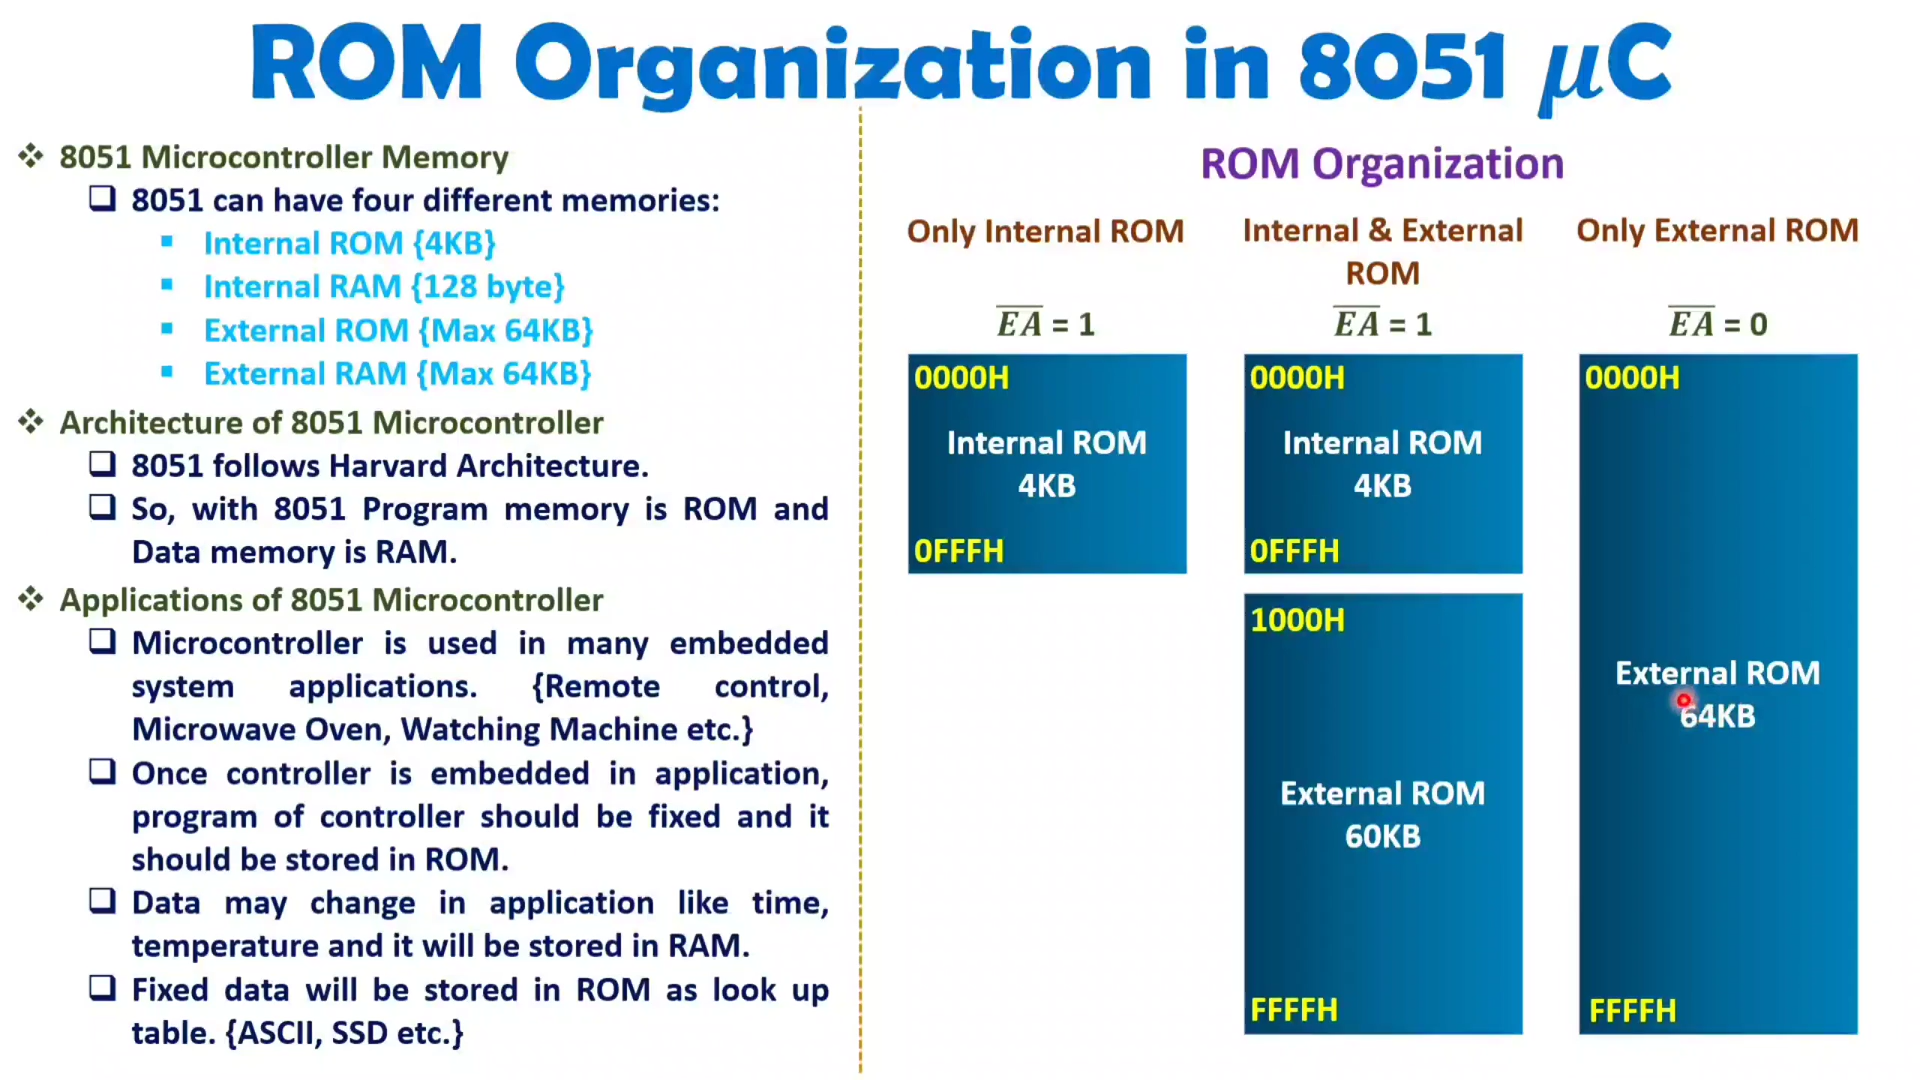 ROM Organization in 8051 μC
❖ 8051 Microcontroller Memory
❑ 8051 can have four different memories:
▪ Internal ROM {4KB}
▪ Internal RAM {128 byte}
▪ External ROM {Max 64KB}
▪ External RAM {Max 64KB}
❖ Architecture of 8051 Microcontroller
❑ 8051 follows Harvard Architecture.
❑ So, with 8051 Program memory is ROM and
Data memory is RAM.
❖ Applications of 8051 Microcontroller
❑ Microcontroller is used in many embedded
system applications. {Remote control,
Microwave Oven, Watching Machine etc.}
❑ Once controller is embedded in application,
program of controller should be fixed and it
should be stored in ROM.
❑ Data may change in application like time,
temperature and it will be stored in RAM.
❑ Fixed data will be stored in ROM as look up
table. {ASCII, SSD etc.}
ROM Organization
Only Internal ROM
E̅A̅ = 1
0000H
Internal ROM
4KB
0FFFH
Internal & External
ROM
E̅A̅ = 1
0000H
Internal ROM
4KB
0FFFH
1000H
External ROM
60KB
FFFFH
Only External ROM
E̅A̅ = 0
0000H
External ROM
64KB
FFFFH